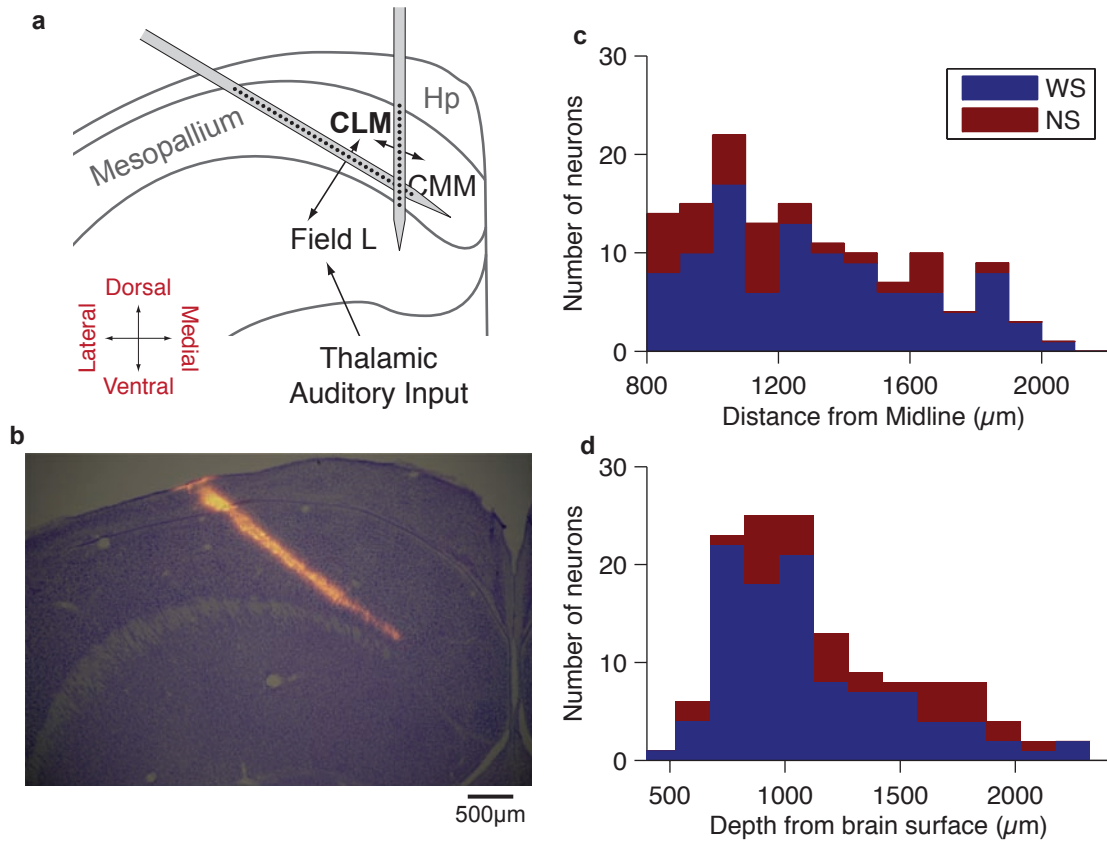 a
Mesopallium
CLM
Hp
CMM
Field L
Dorsal
Lateral
Medial
Ventral
Thalamic
Auditory Input
b
500µm
c
30
20
10
0
Number of neurons
WS
NS
800
1200
1600
2000
Distance from Midline (µm)
d
30
20
10
0
Number of neurons
500
1000
1500
2000
Depth from brain surface (µm)